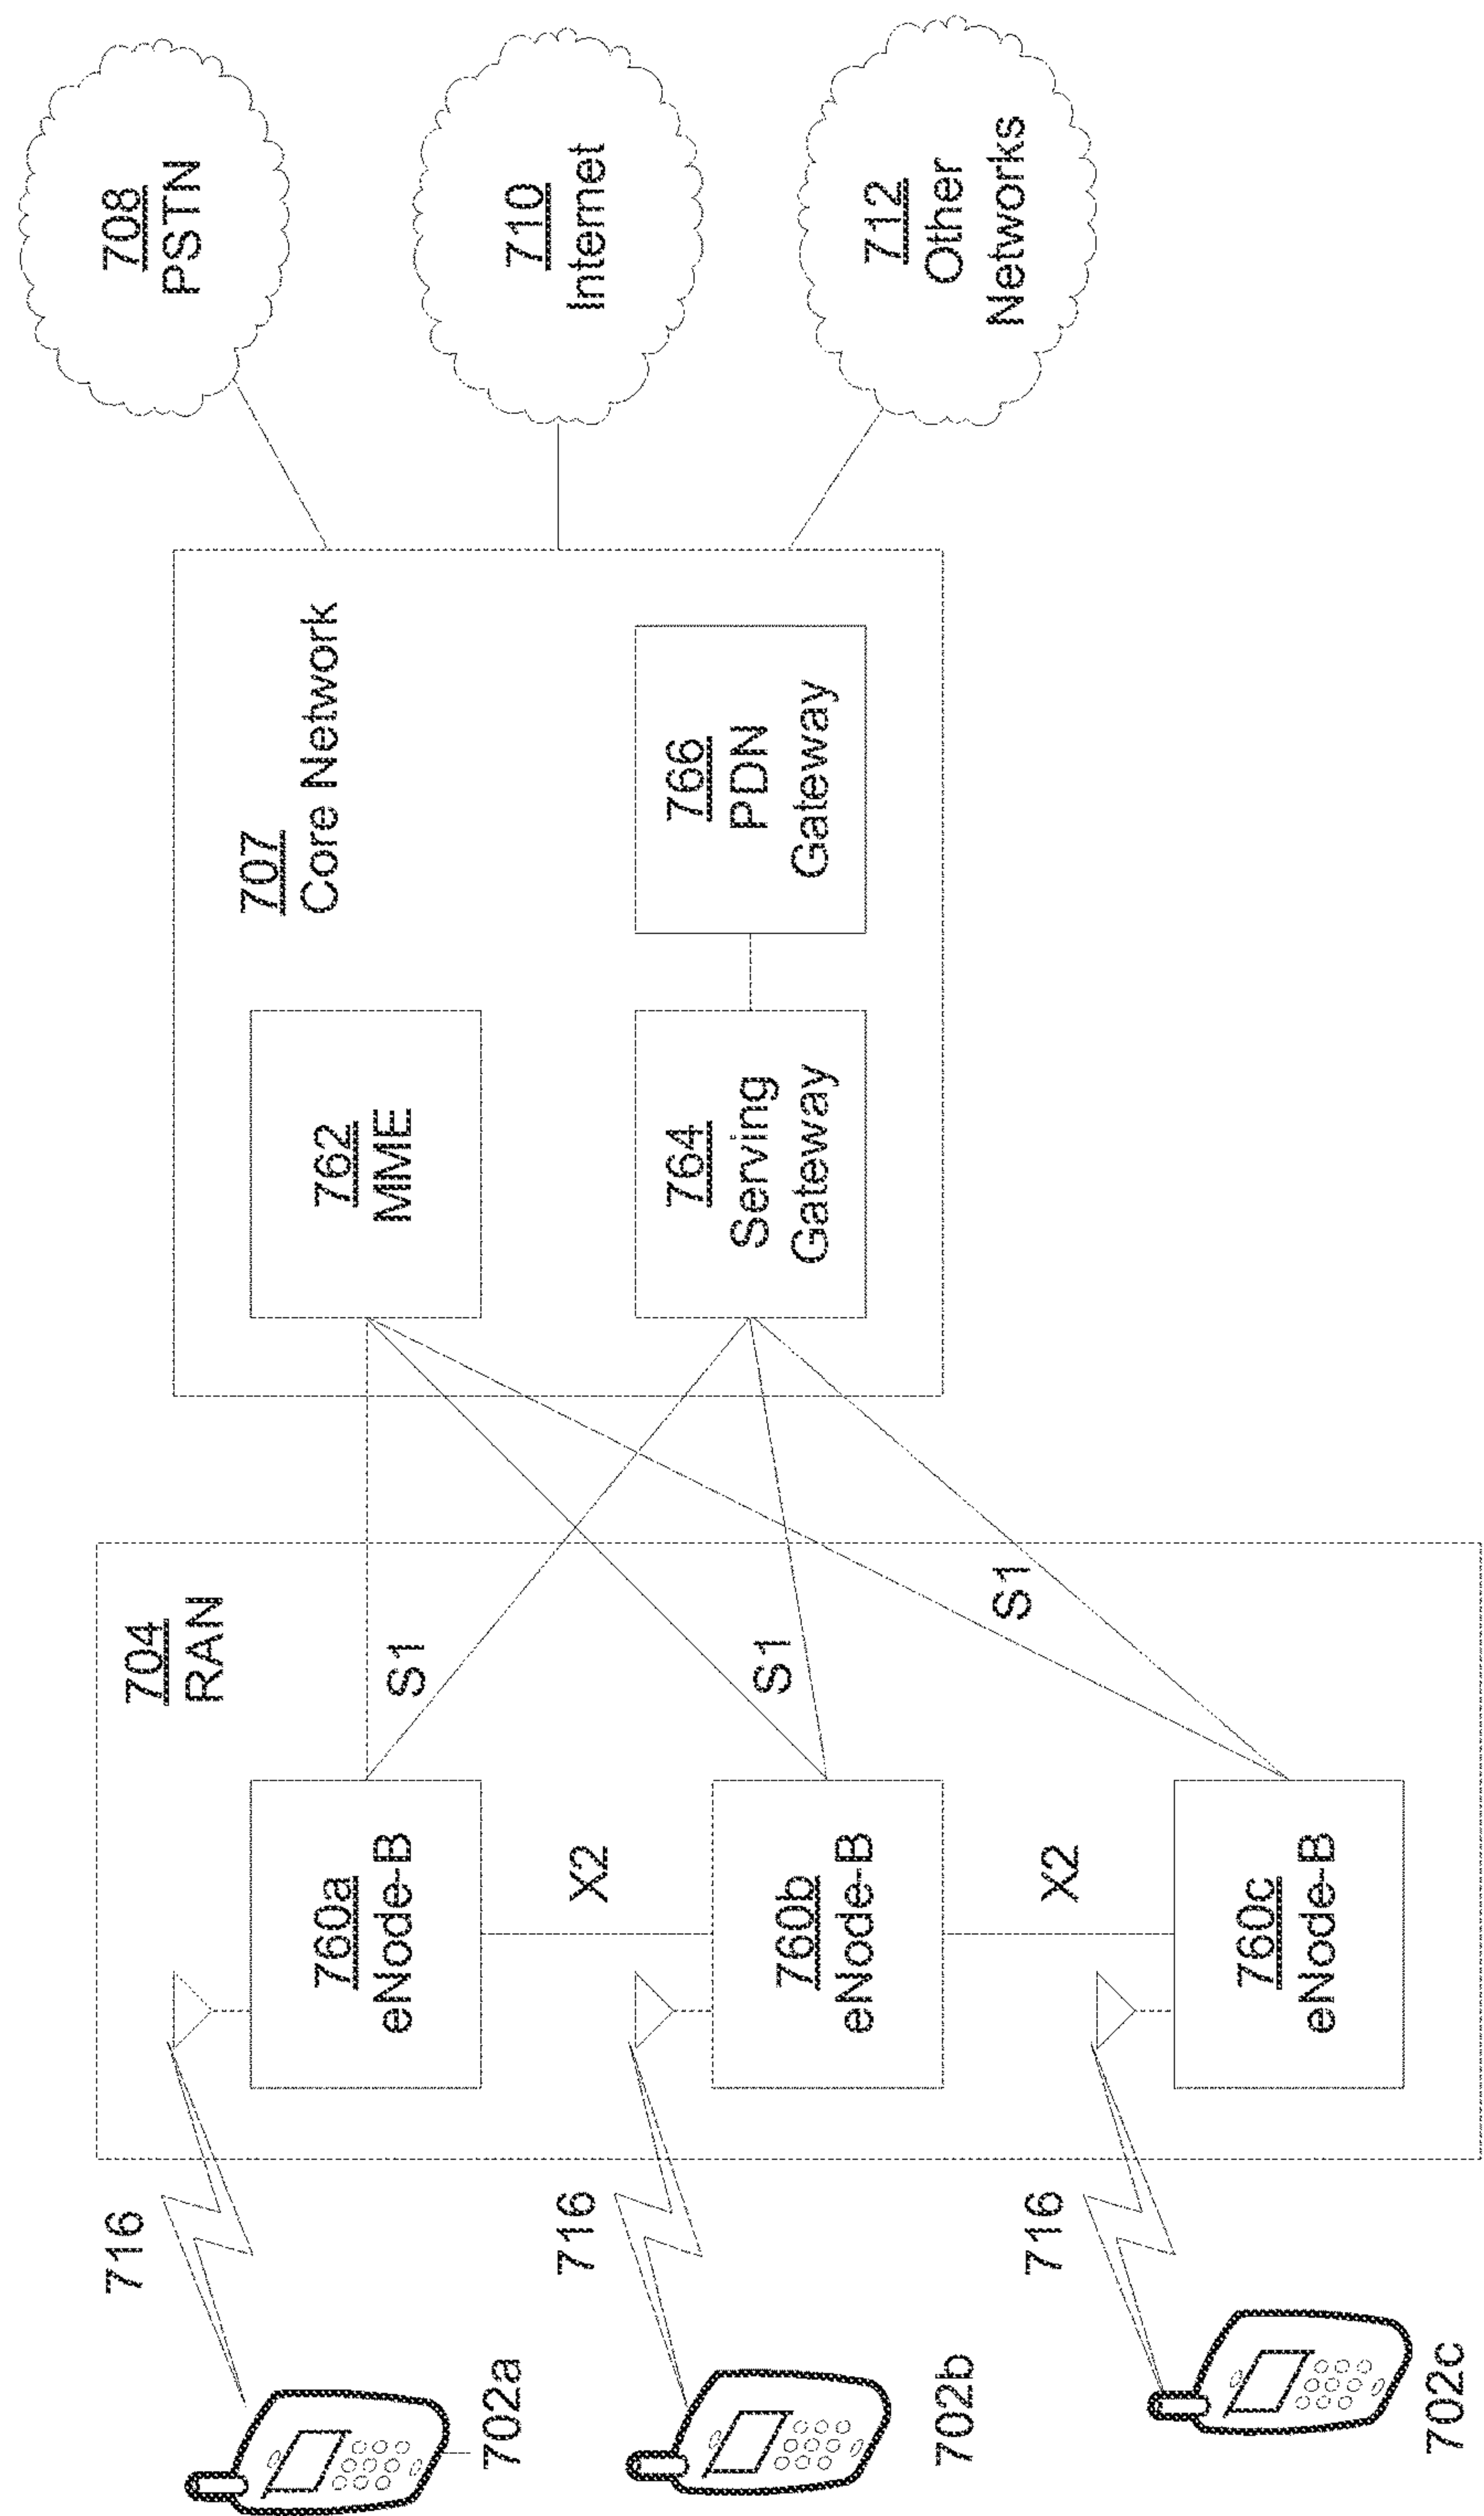 702a
702b
702c
716
716
716
704
RAN
760a
eNode-B
X2
760b
eNode-B
X2
760c
eNode-B
S1
S1
S1
707
Core Network
762
MME
764
Serving
Gateway
766
PDN
Gateway
708
PSTN
710
Internet
712
Other
Networks